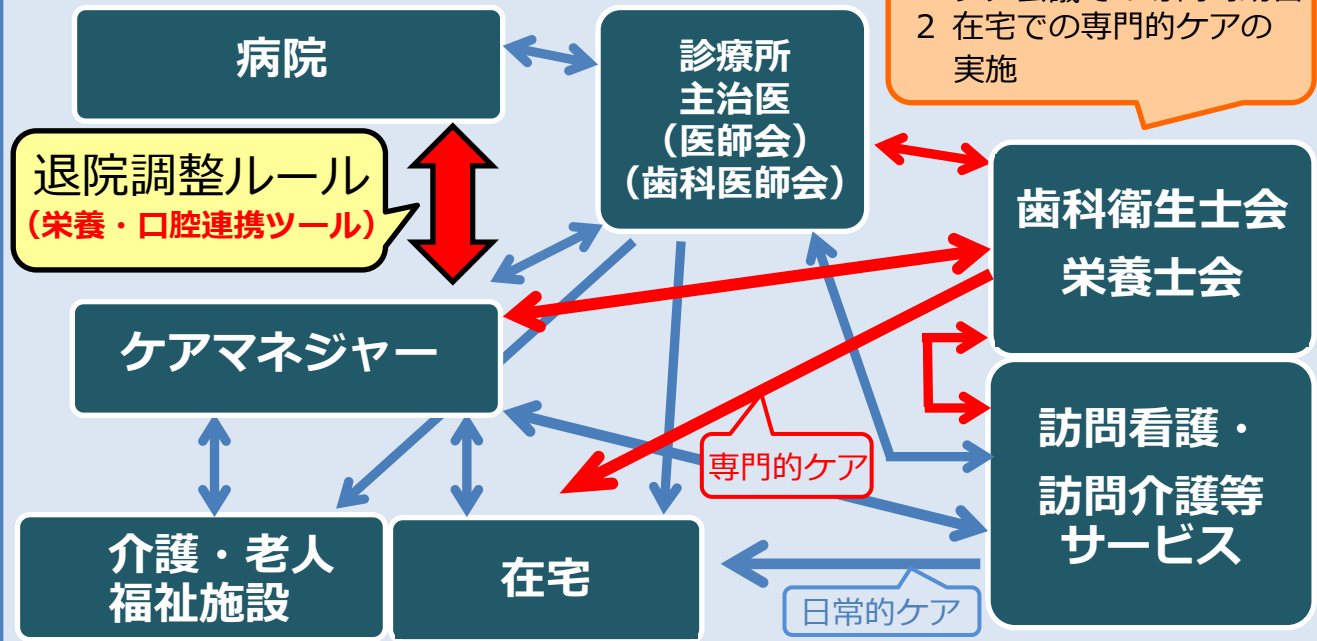 2 在宅での専門的ケアの
実施
病院
診療所
主治医
(医師会)
(歯科医師会)
退院調整ルール
(栄養・口腔連携ツール)
歯科衛生士会
栄養士会
ケアマネジャー
専門的ケア
訪問看護・
訪問介護等
サービス
介護・老人
福祉施設
在宅
日常的ケア